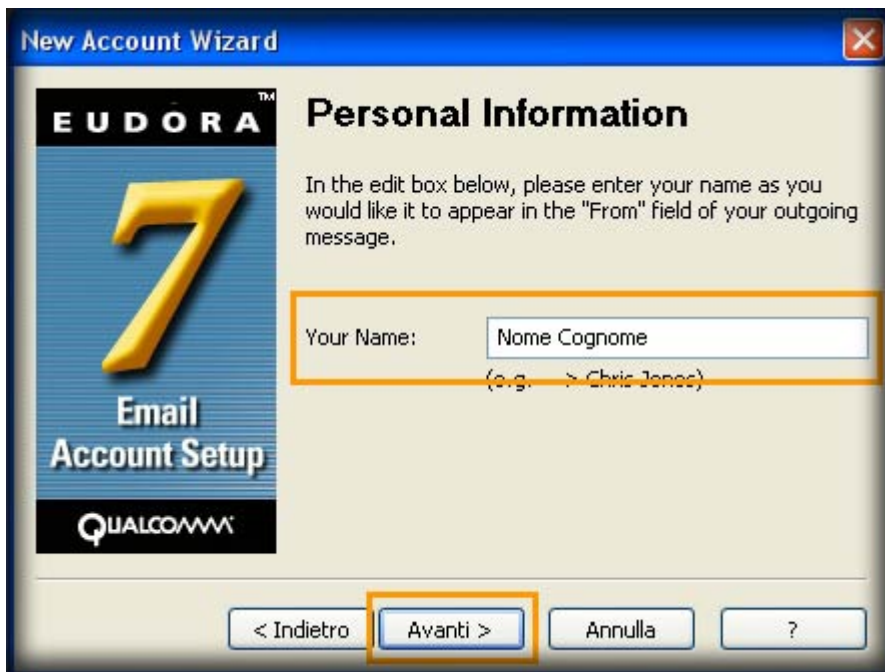 New Account Wizard
EUDORA™
7
Email
Account Setup
QUALCOMM
Personal Information
In the edit box below, please enter your name as you
would like it to appear in the "From" field of your outgoing
message.
Your Name:
Nome Cognome
(e.g. --> Chris Jones)
< Indietro
Avanti >
Annulla
?